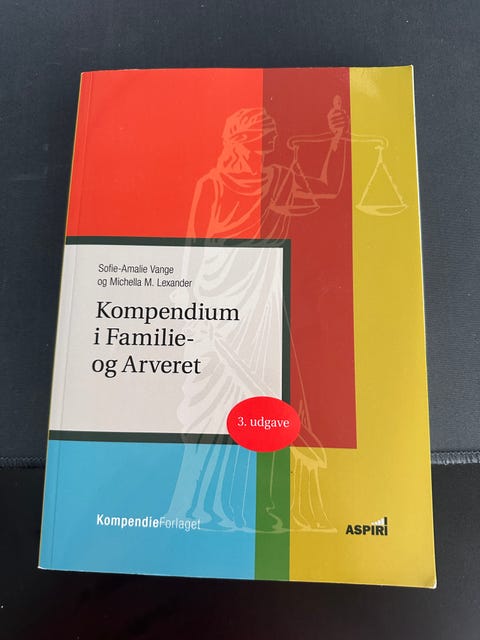 Sofie-Amalie Vange
og Michella M. Lexander
Kompendium
i Familie-
og Arveret
3. udgave
KompendieForlaget
ASPIRI